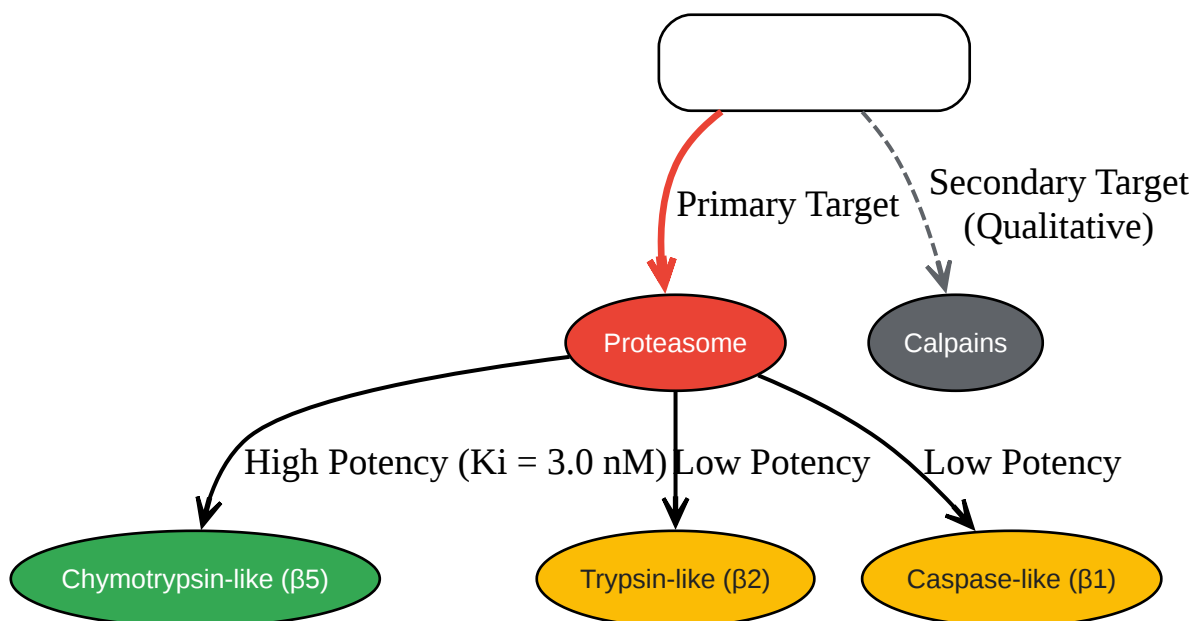 Primary Target
Secondary Target
(Qualitative)
Proteasome
Calpains
High Potency (Ki = 3.0 nM)
Low Potency
Low Potency
Chymotrypsin-like (β5)
Trypsin-like (β2)
Caspase-like (β1)